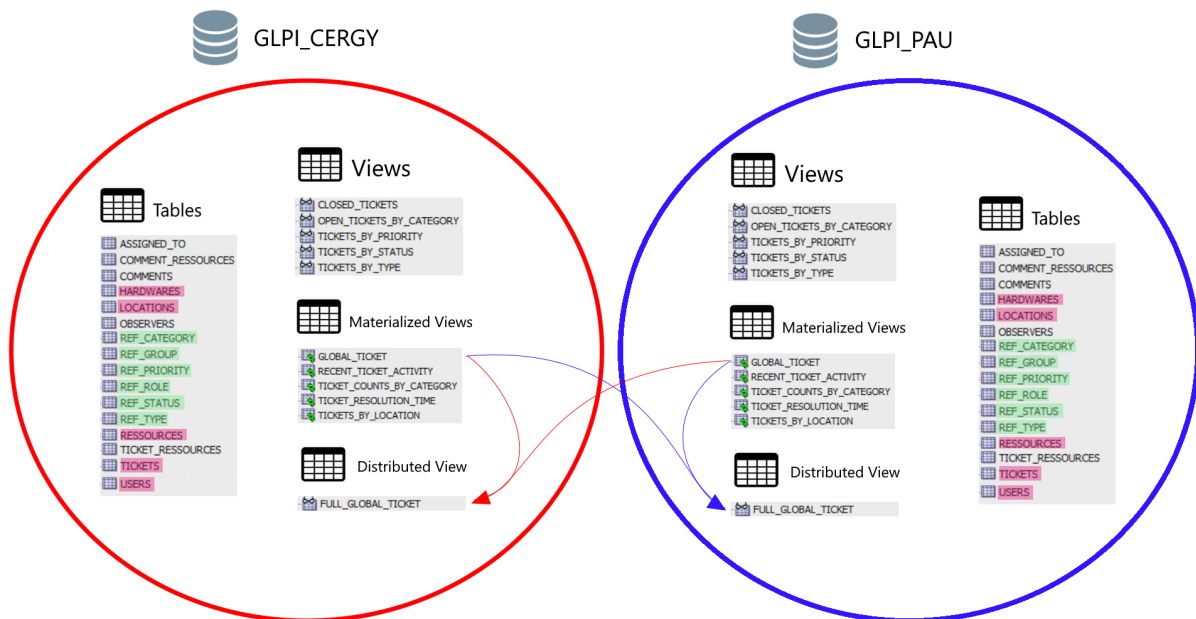 GLPI_CERGY
Views
CLOSED_TICKETS
OPEN_TICKETS_BY_CATEGORY
TICKETS_BY_PRIORITY
TICKETS_BY_STATUS
TICKETS_BY_TYPE
Tables
ASSIGNED_TO
COMMENT_RESSOURCES
COMMENTS
HARDWARES
LOCATIONS
OBSERVERS
REF_CATEGORY
REF_GROUP
REF_PRIORITY
REF_ROLE
REF_STATUS
REF_TYPE
RESSOURCES
TICKET_RESSOURCES
TICKETS
USERS
Materialized Views
GLOBAL_TICKET
RECENT_TICKET_ACTIVITY
TICKET_COUNTS_BY_CATEGORY
TICKET_RESOLUTION_TIME
TICKETS_BY_LOCATION
Distributed View
FULL_GLOBAL_TICKET
GLPI_PAU
Views
CLOSED_TICKETS
OPEN_TICKETS_BY_CATEGORY
TICKETS_BY_PRIORITY
TICKETS_BY_STATUS
TICKETS_BY_TYPE
Materialized Views
GLOBAL_TICKET
RECENT_TICKET_ACTIVITY
TICKET_COUNTS_BY_CATEGORY
TICKET_RESOLUTION_TIME
TICKETS_BY_LOCATION
Distributed View
FULL_GLOBAL_TICKET
Tables
ASSIGNED_TO
COMMENT_RESSOURCES
COMMENTS
HARDWARES
LOCATIONS
OBSERVERS
REF_CATEGORY
REF_GROUP
REF_PRIORITY
REF_ROLE
REF_STATUS
REF_TYPE
RESSOURCES
TICKET_RESSOURCES
TICKETS
USERS